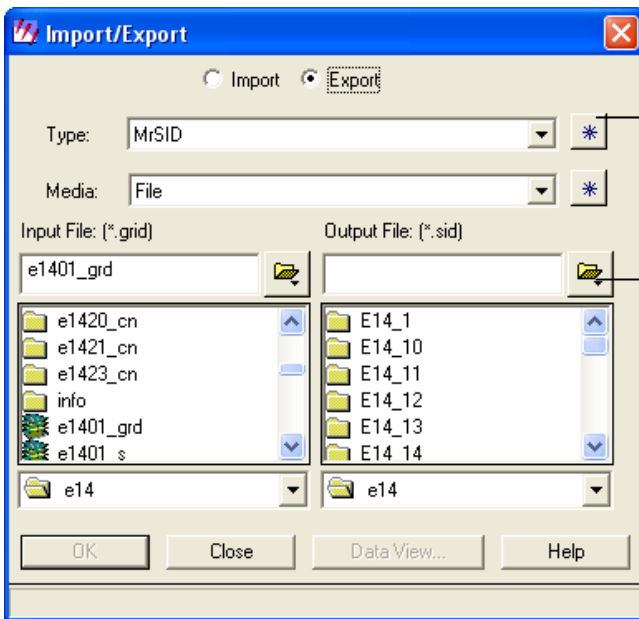 Import/Export
Import Export
Type: MrSID
Media: File
Input File: (*.grid) Output File: (*.sid)
e1401_grd
e1420_cn E14_1
e1421_cn E14_10
e1423_cn E14_11
info E14_12
e1401_grd E14_13
e1401_s E14_14
e14 e14
OK Close Data View... Help